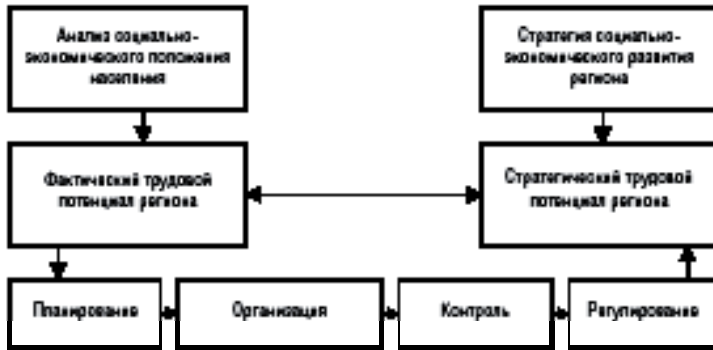 Анализ социально-
экономического положения
населения
Стратегия социально-
экономического развития
региона
Фактический трудовой
потенциал региона
Стратегический трудовой
потенциал региона
Планирование
Организация
Контроль
Регулирование